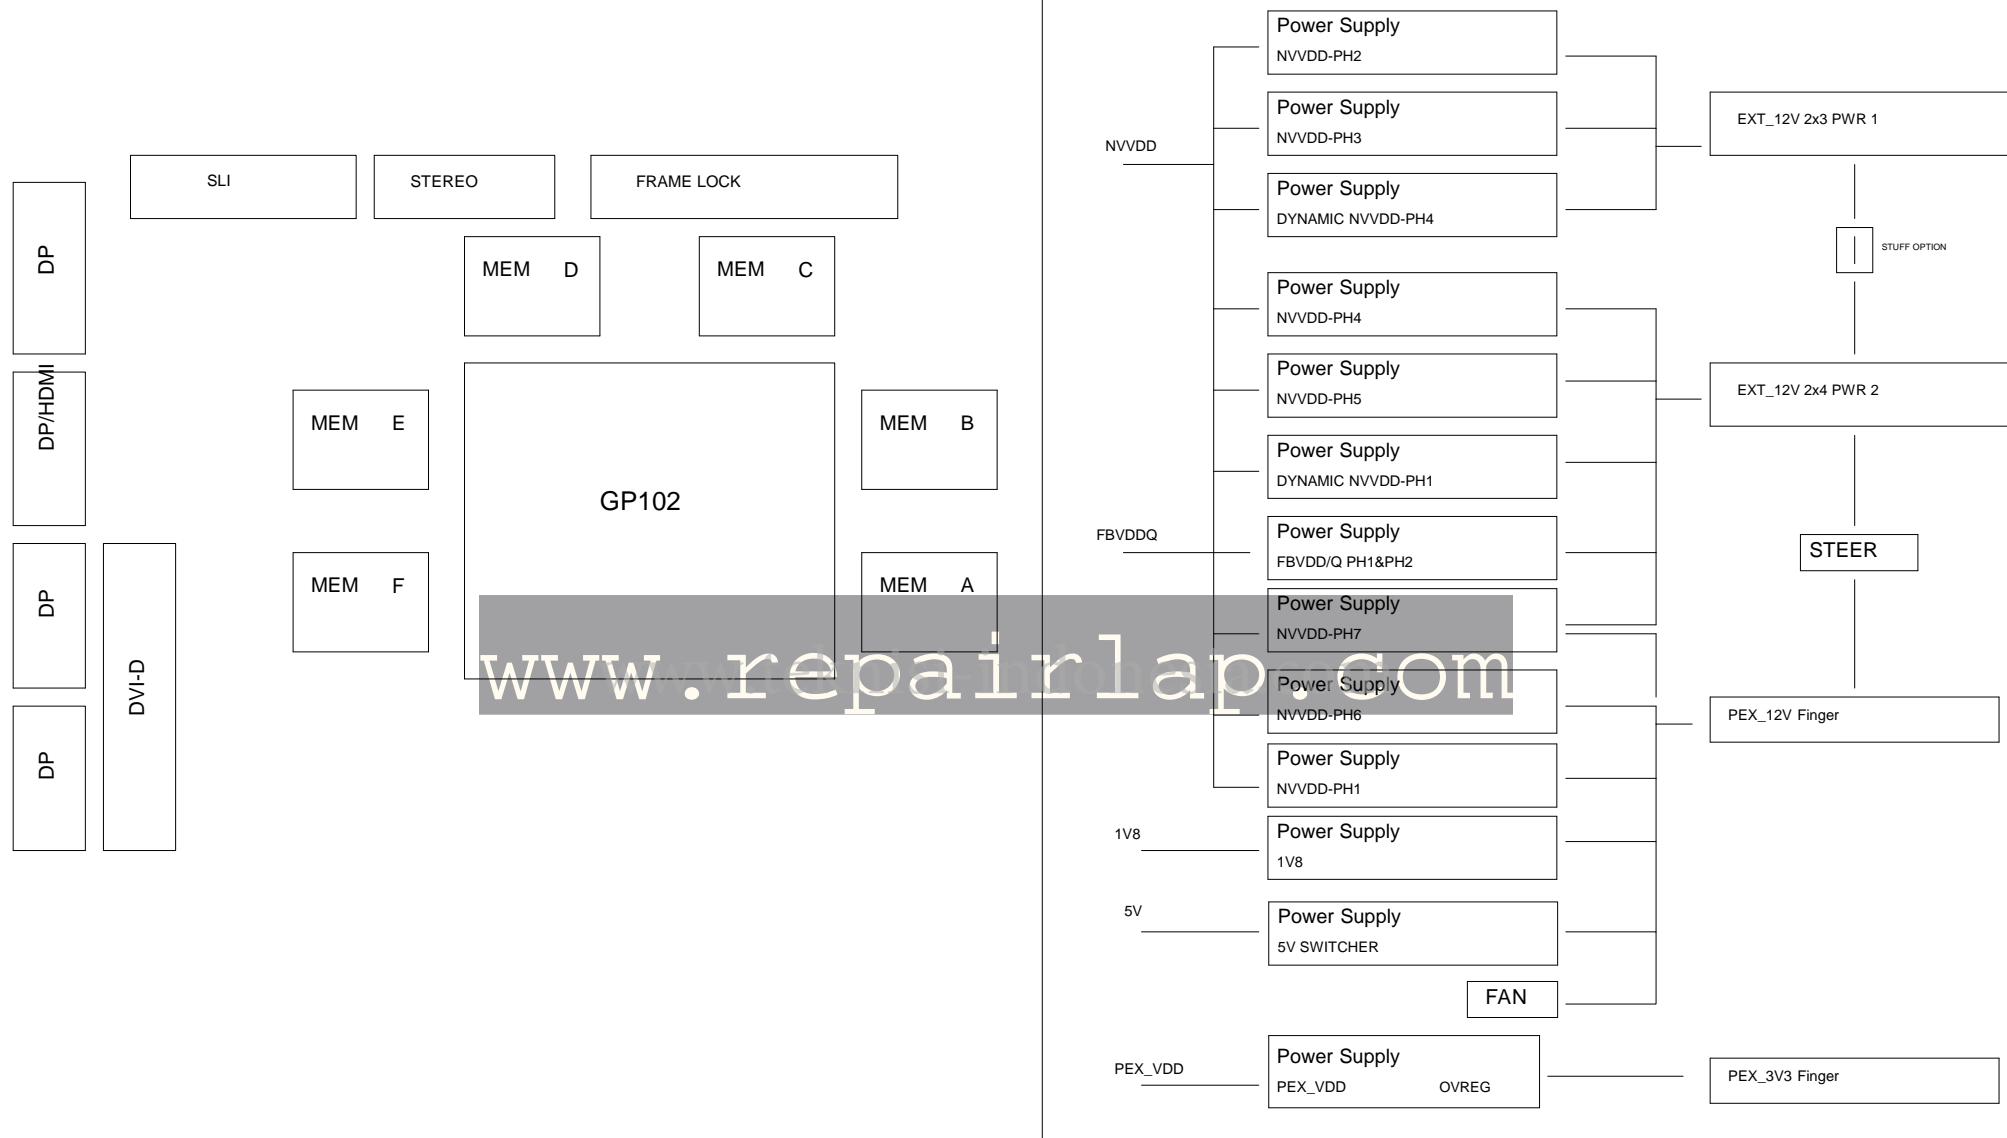 SLI
STEREO
FRAME LOCK
DP
DP/HDMI
DP
DP
DVI-D
MEM D
MEM C
MEM E
MEM B
GP102
MEM F
MEM A
NVVDD
FBVDDQ
1V8
5V
PEX_VDD
Power Supply
NVVDD-PH2
Power Supply
NVVDD-PH3
Power Supply
DYNAMIC NVVDD-PH4
Power Supply
NVVDD-PH4
Power Supply
NVVDD-PH5
Power Supply
DYNAMIC NVVDD-PH1
Power Supply
FBVDD/Q PH1&PH2
Power Supply
NVVDD-PH7
Power Supply
NVVDD-PH6
Power Supply
NVVDD-PH1
Power Supply
1V8
Power Supply
5V SWITCHER
FAN
Power Supply
PEX_VDD OVREG
EXT_12V 2x3 PWR 1
STUFF OPTION
EXT_12V 2x4 PWR 2
STEER
PEX_12V Finger
PEX_3V3 Finger
www.teknisi-indonesia.com
www.repairlap.com